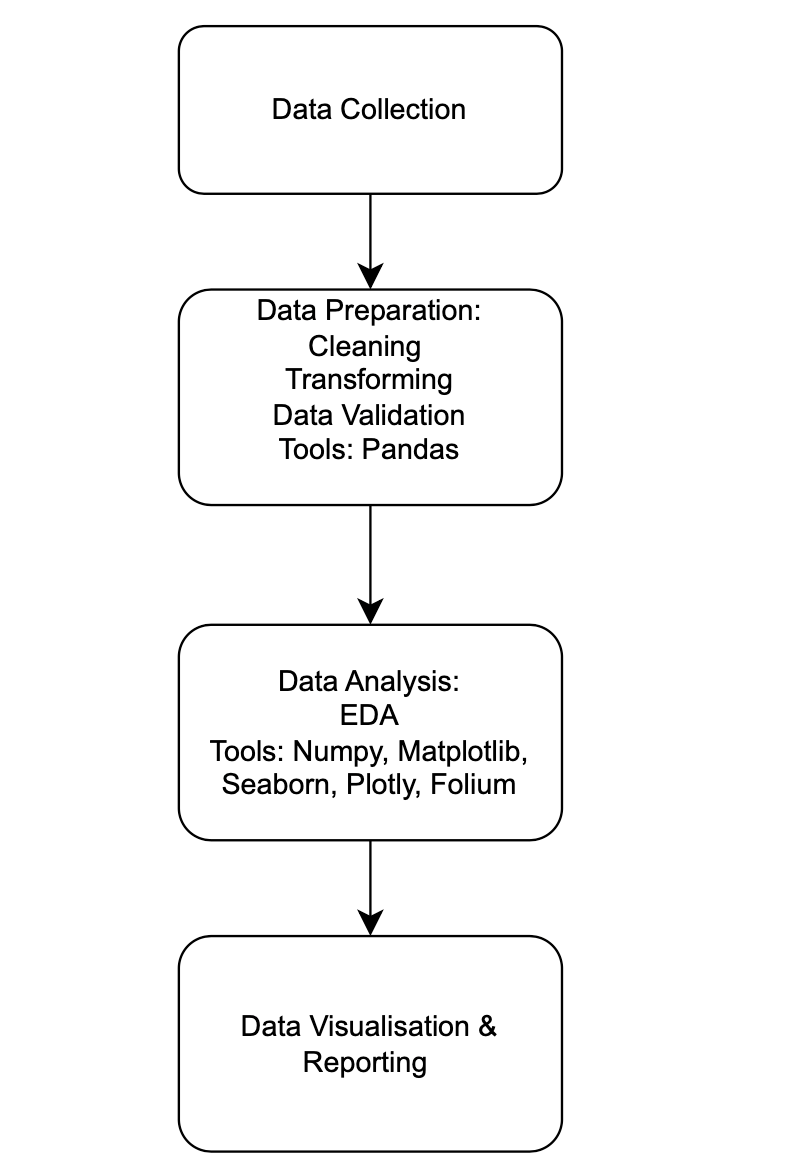 Data Collection
Data Preparation:
Cleaning
Transforming
Data Validation
Tools: Pandas
Data Analysis:
EDA
Tools: Numpy, Matplotlib,
Seaborn, Plotly, Folium
Data Visualisation &
Reporting